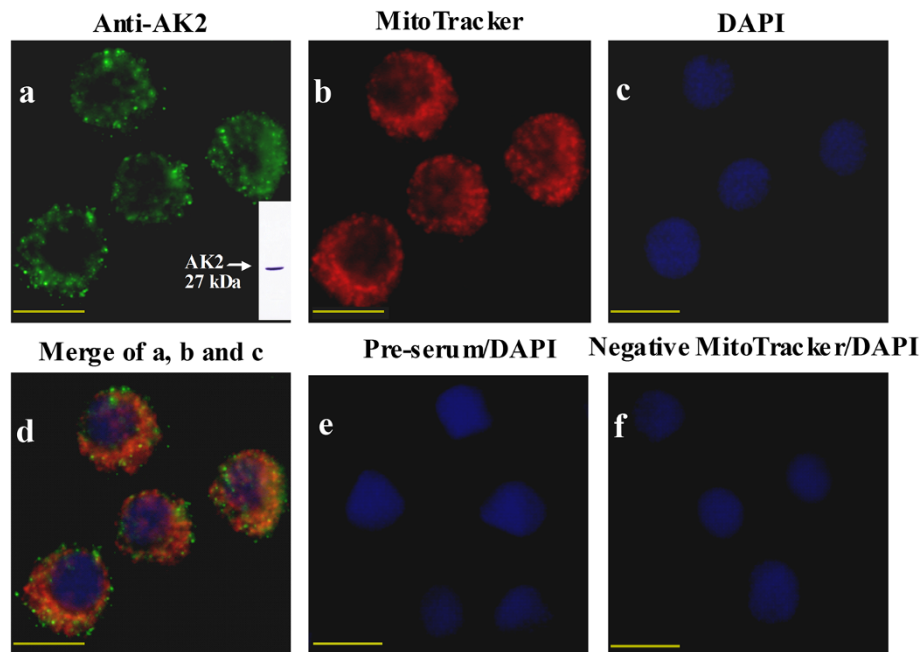 Anti-AK2
MitoTracker
DAPI
a
b
c
AK2
27 kDa
Merge of a, b and c
Pre-serum/DAPI
Negative MitoTracker/DAPI
d
e
f